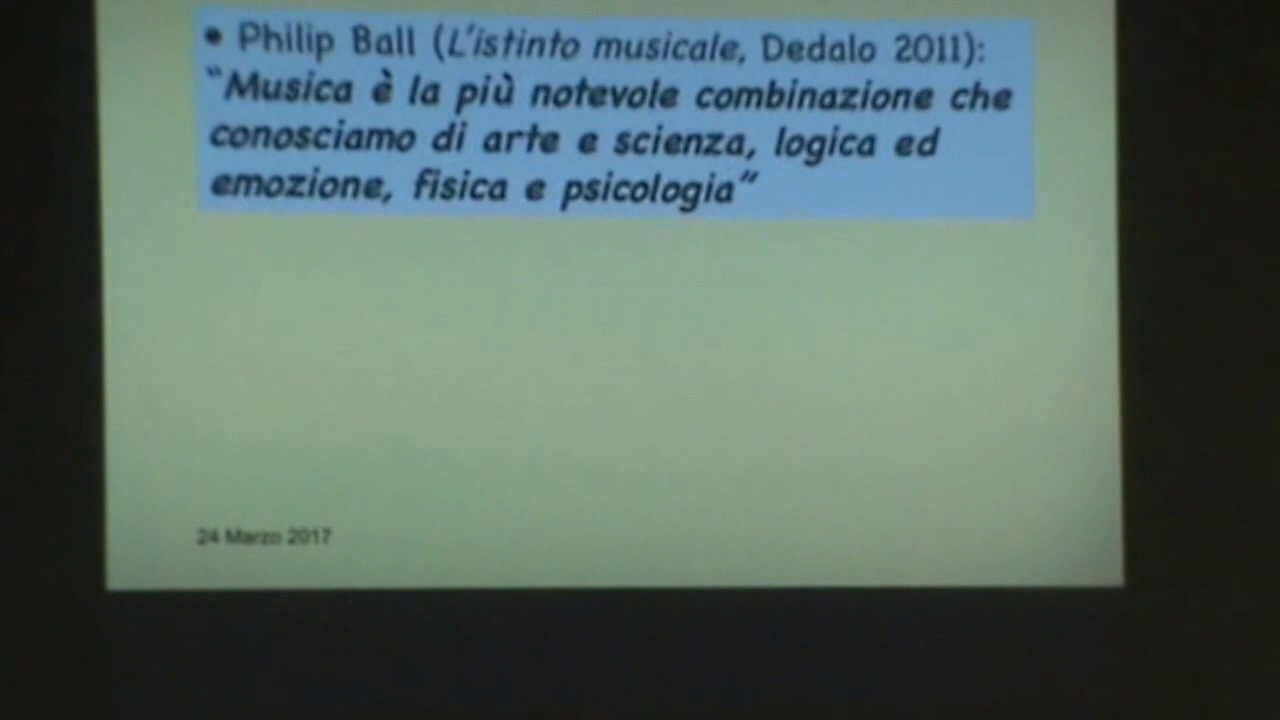 • Philip Ball (L'istinto musicale, Dedalo 2011):
“Musica è la più notevole combinazione che
conosciamo di arte e scienza, logica ed
emozione, fisica e psicologia”
24 Marzo 2017